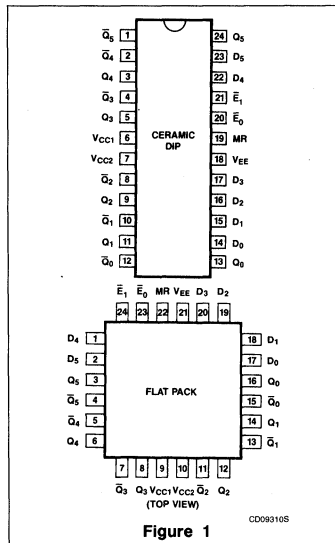 Q̅5 1 24 Q5
Q̅4 2 23 D5
Q4 3 22 D4
Q̅3 4 21 E̅1
Q3 5 20 E̅0
VCC1 6 CERAMIC DIP 19 MR
VCC2 7 18 VEE
Q̅2 8 17 D3
Q2 9 16 D2
Q̅1 10 15 D1
Q1 11 14 D0
Q̅0 12 13 Q0
E̅1 E̅0 MR VEE D3 D2
24 23 22 21 20 19
D4 1 18 D1
D5 2 17 D0
Q5 3 16 Q0
FLAT PACK
Q̅5 4 15 Q̅0
Q̅4 5 14 Q1
Q4 6 13 Q̅1
7 8 9 10 11 12
Q̅3 Q3 VCC1 VCC2 Q̅2 Q2
(TOP VIEW)
CD09310S
Figure 1